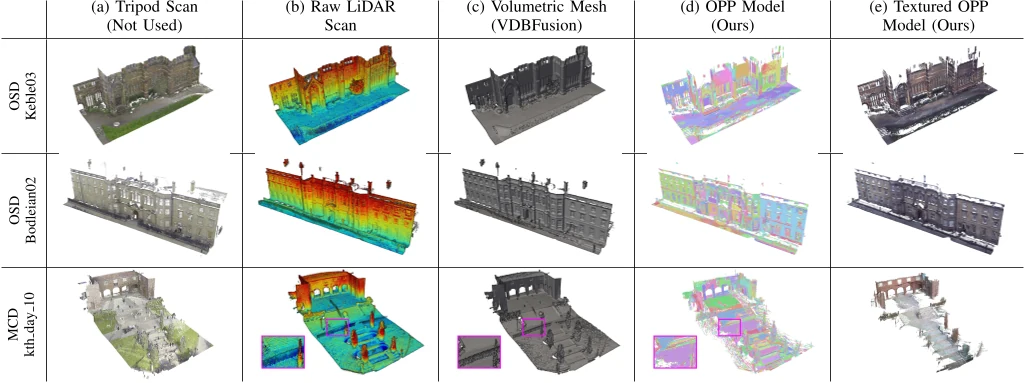 (a) Tripod Scan
(Not Used)
(b) Raw LiDAR
Scan
(c) Volumetric Mesh
(VDBFusion)
(d) OPP Model
(Ours)
(e) Textured OPP
Model (Ours)
OSD
Keble03
OSD
Bodleian02
MCD
kth_day_10